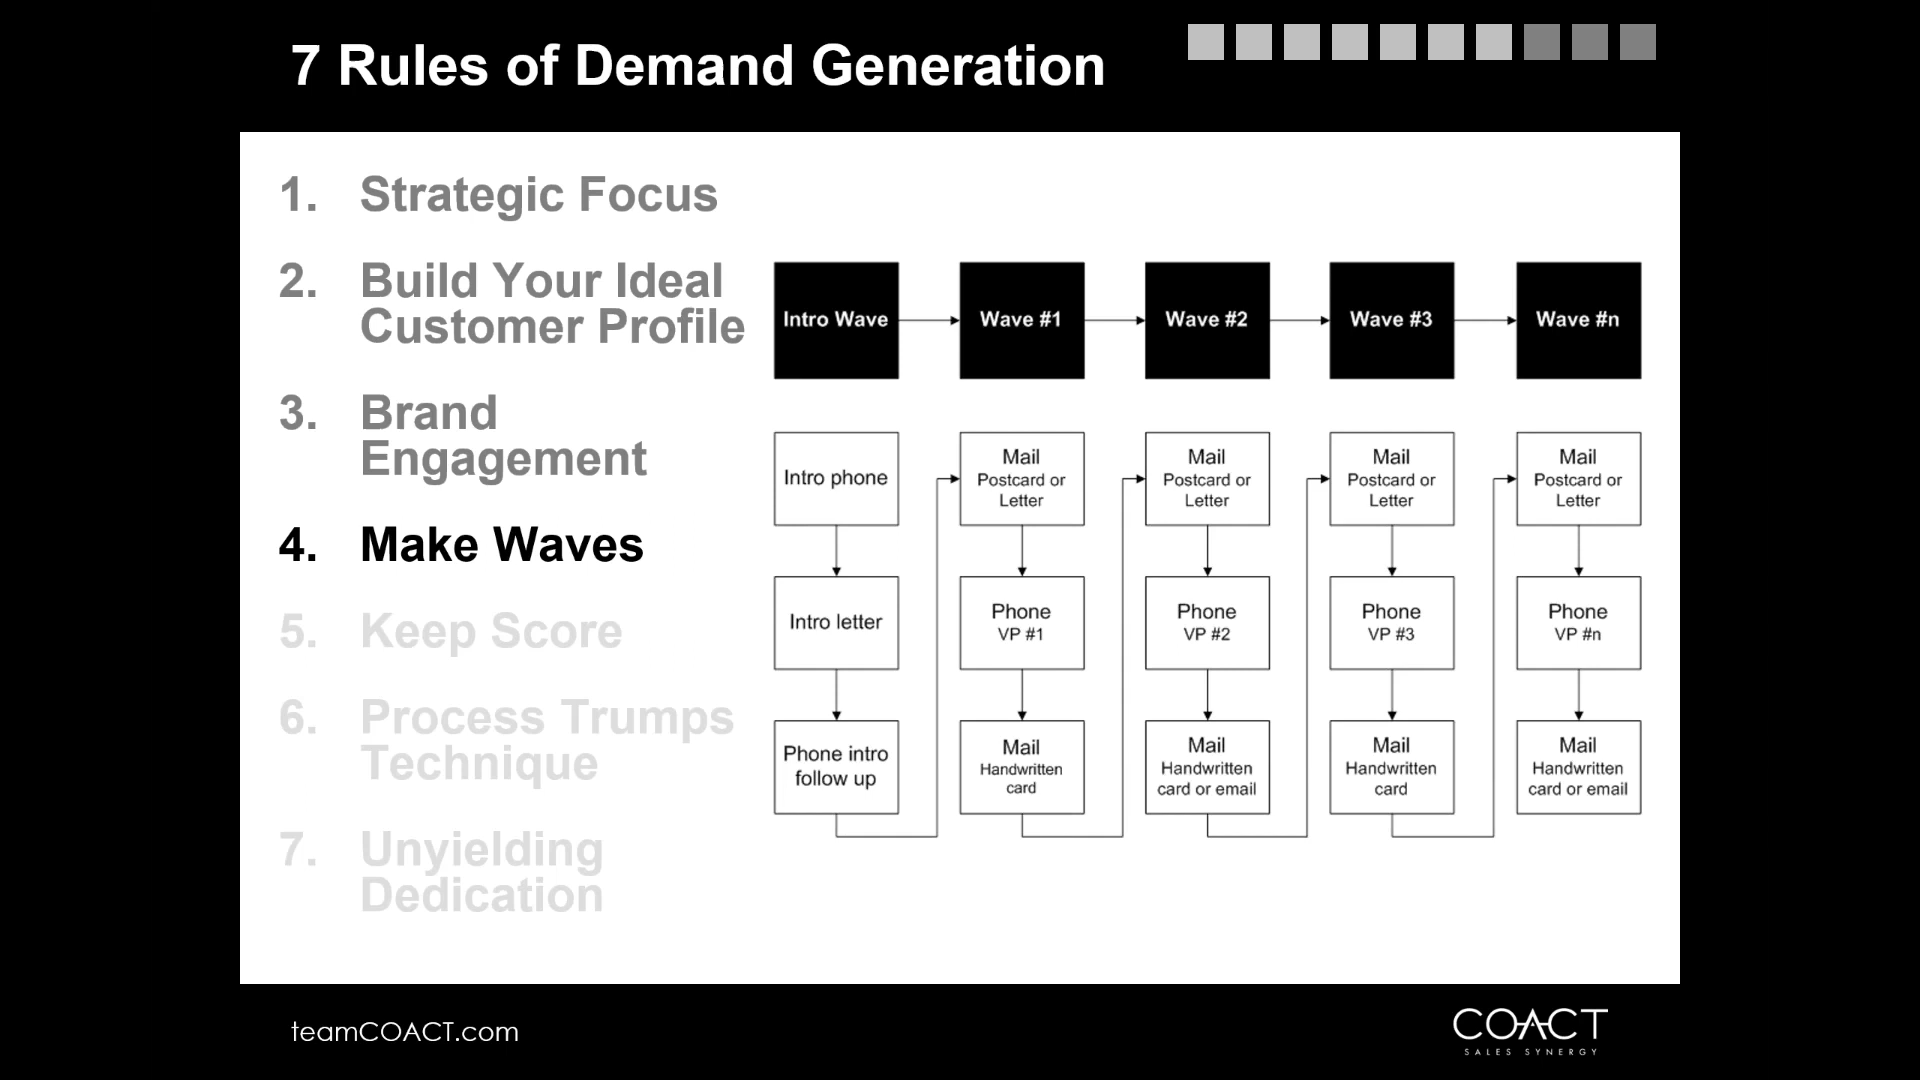 7 Rules of Demand Generation
1. Strategic Focus
2. Build Your Ideal
Customer Profile
3. Brand
Engagement
4. Make Waves
5. Keep Score
6. Process Trumps
Technique
7. Unyielding
Dedication
Intro Wave
Wave #1
Wave #2
Wave #3
Wave #n
Intro phone
Mail
Postcard or
Letter
Mail
Postcard or
Letter
Mail
Postcard or
Letter
Mail
Postcard or
Letter
Intro letter
Phone
VP #1
Phone
VP #2
Phone
VP #3
Phone
VP #n
Phone intro
follow up
Mail
Handwritten
card
Mail
Handwritten
card or email
Mail
Handwritten
card
Mail
Handwritten
card or email
teamCOACT.com
COACT
SALES SYNERGY